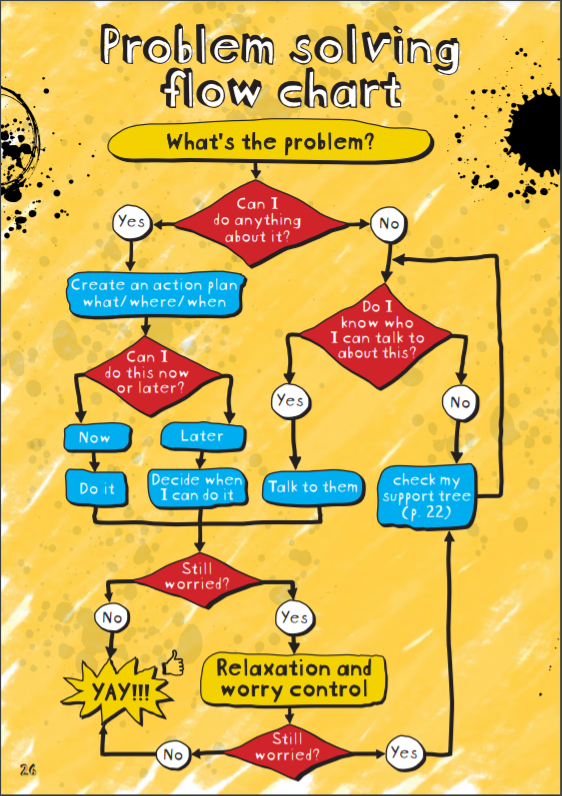 Problem solving
flow chart
What's the problem?
Can I
do anything
about it?
Yes
No
Create an action plan
what/where/when
Do I
know who
I can talk to
about this?
Can I
do this now
or later?
Yes
No
Now
Later
Do it
Decide when
I can do it
Talk to them
check my
support tree
(p. 22)
Still
worried?
No
Yes
YAY!!!
Relaxation and
worry control
Still
worried?
No
Yes
26